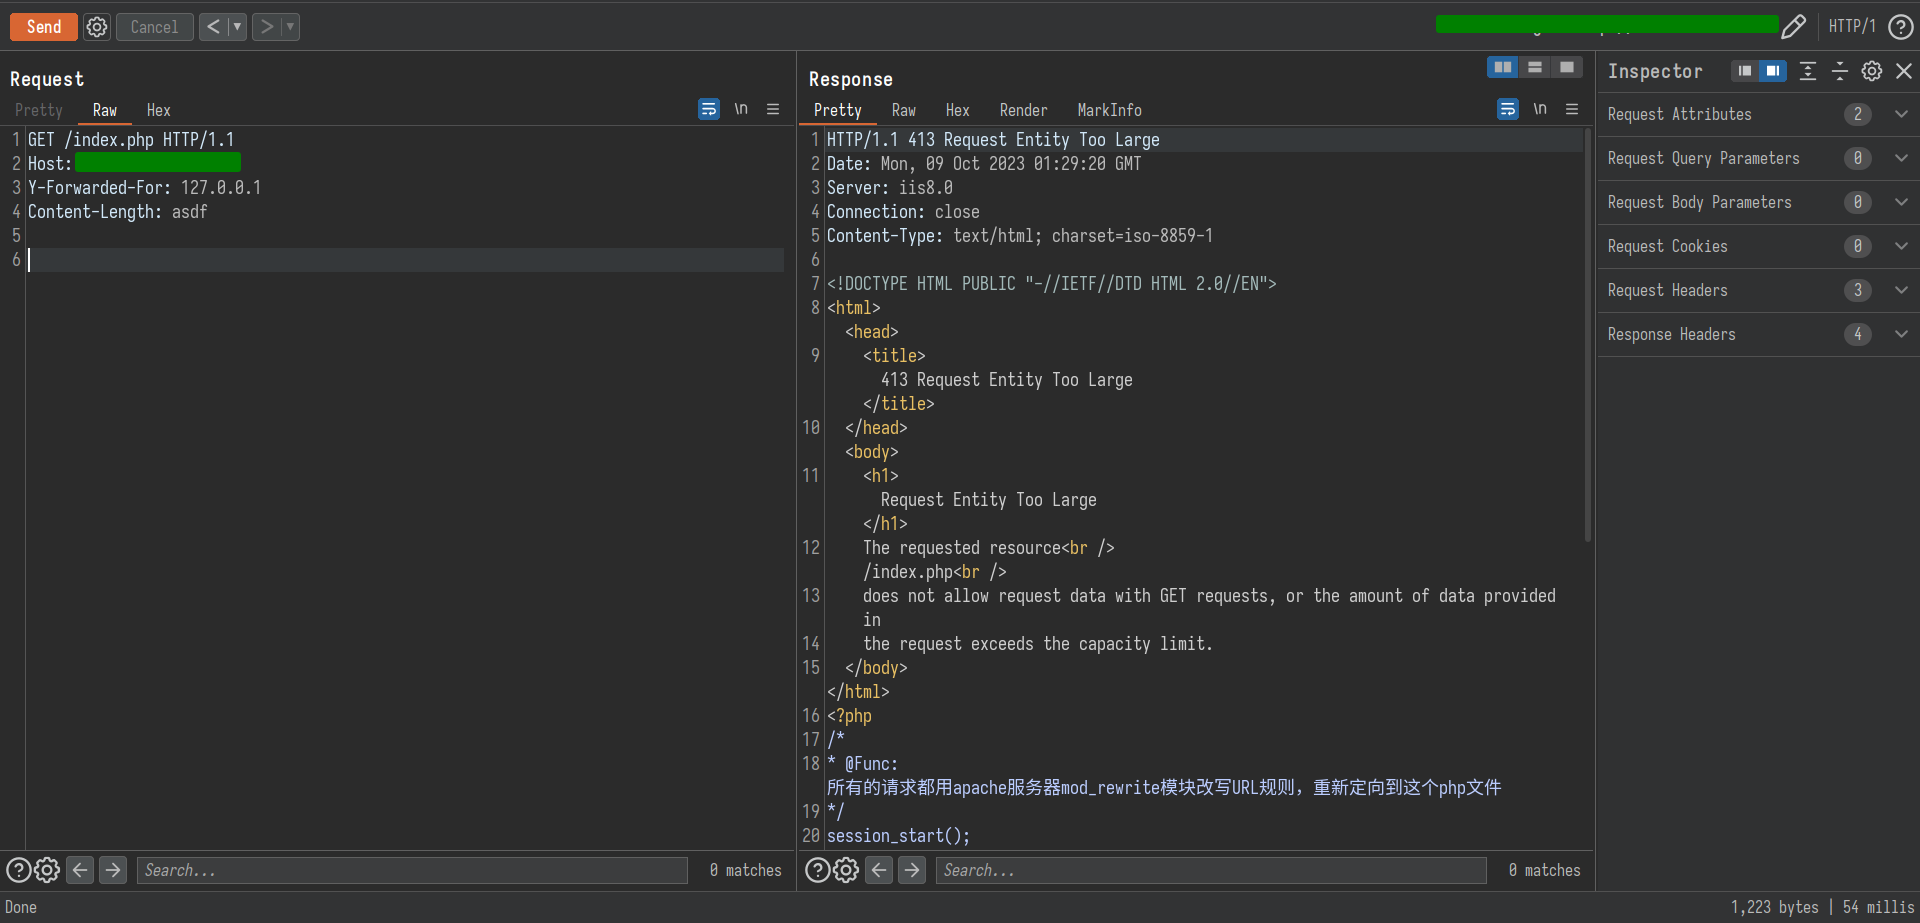 Send
Cancel
HTTP/1
Request
Pretty Raw Hex
\n
1 GET /index.php HTTP/1.1
2 Host:
3 Y-Forwarded-For: 127.0.0.1
4 Content-Length: asdf
5
6
Search...
0 matches
Response
Pretty Raw Hex Render MarkInfo
\n
1 HTTP/1.1 413 Request Entity Too Large
2 Date: Mon, 09 Oct 2023 01:29:20 GMT
3 Server: iis8.0
4 Connection: close
5 Content-Type: text/html; charset=iso-8859-1
6
7 <!DOCTYPE HTML PUBLIC "-//IETF//DTD HTML 2.0//EN">
8 <html>
<head>
9 <title>
413 Request Entity Too Large
</title>
10 </head>
<body>
11 <h1>
Request Entity Too Large
</h1>
12 The requested resource<br />
/index.php<br />
13 does not allow request data with GET requests, or the amount of data provided
in
14 the request exceeds the capacity limit.
15 </body>
</html>
16 <?php
17 /*
18 * @Func:
所有的请求都用apache服务器mod_rewrite模块改写URL规则，重新定向到这个php文件
19 */
20 session_start();
Search...
0 matches
Inspector
Request Attributes 2
Request Query Parameters 0
Request Body Parameters 0
Request Cookies 0
Request Headers 3
Response Headers 4
Done
1,223 bytes | 54 millis